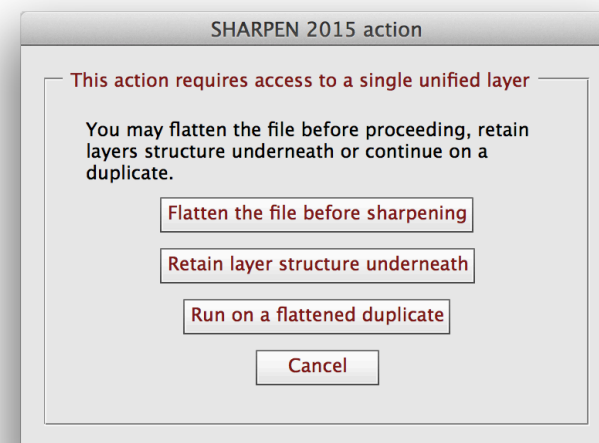 SHARPEN 2015 action
This action requires access to a single unified layer
You may flatten the file before proceeding, retain
layers structure underneath or continue on a
duplicate.
Flatten the file before sharpening
Retain layer structure underneath
Run on a flattened duplicate
Cancel